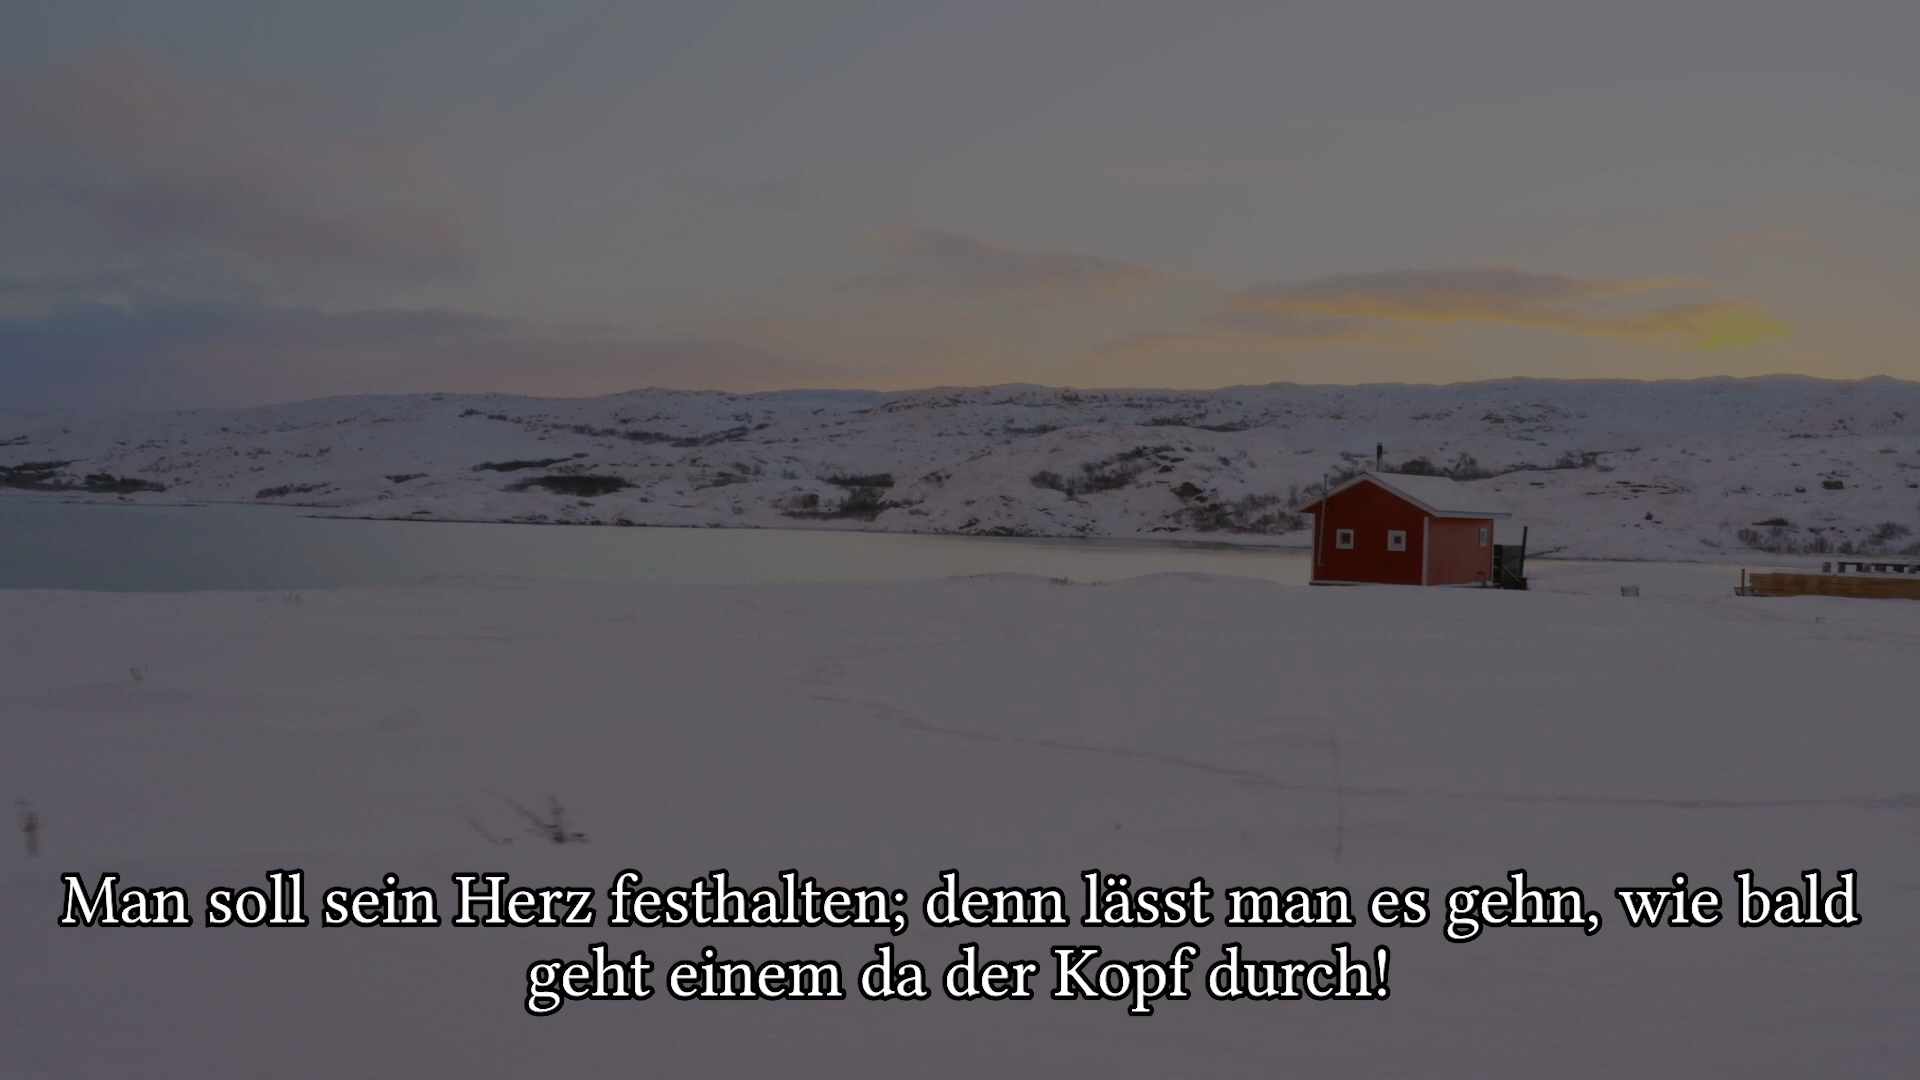 Man soll sein Herz festhalten; denn lässt man es gehn, wie bald
geht einem da der Kopf durch!